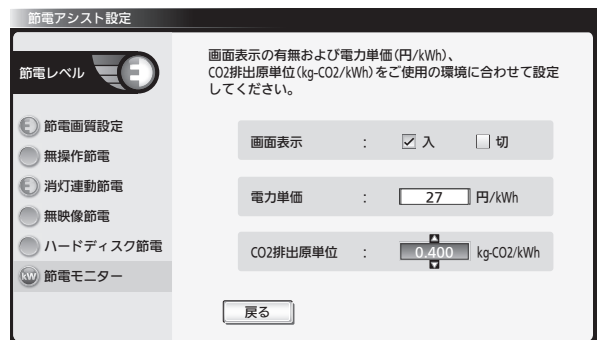 節電アシスト設定
節電レベル
画面表示の有無および電力単価(円/kWh)、
CO2排出原単位(kg-CO2/kWh)をご使用の環境に合わせて設定
してください。
節電画質設定
無操作節電
消灯連動節電
無映像節電
ハードディスク節電
kW 節電モニター
画面表示 : 入 切
電力単価 : 27 円/kWh
CO2排出原単位 : 0.400 kg-CO2/kWh
戻る